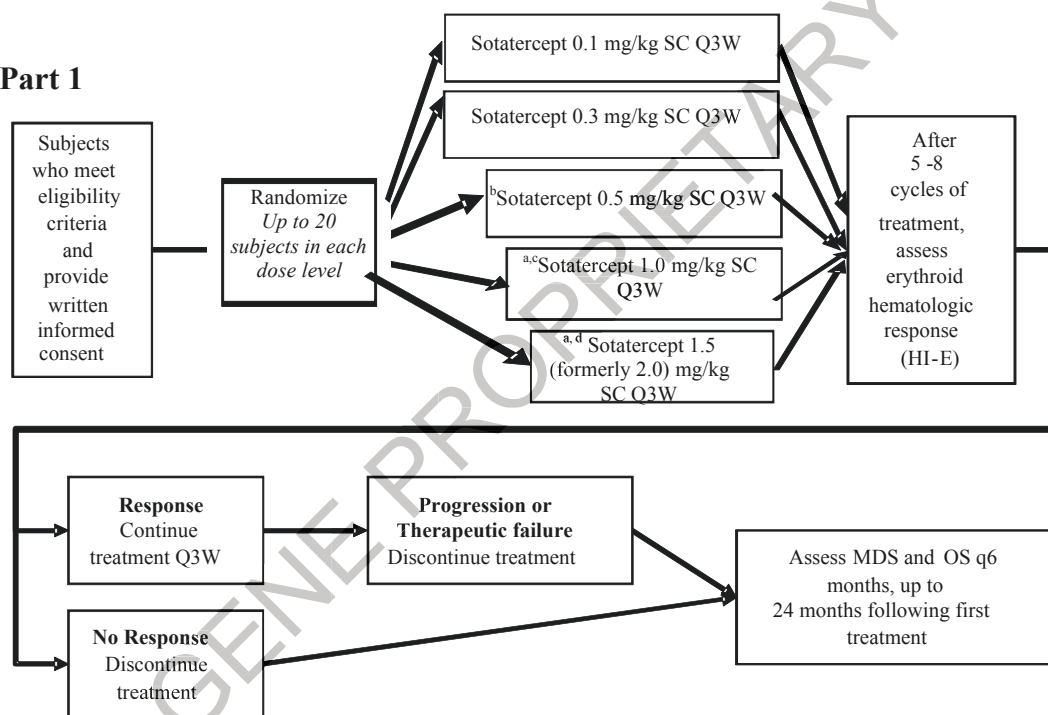 Part 1
Subjects
who meet
eligibility
criteria
and
provide
written
informed
consent
Randomize
Up to 20
subjects in each
dose level
Sotatercept 0.1 mg/kg SC Q3W
Sotatercept 0.3 mg/kg SC Q3W
bSotatercept 0.5 mg/kg SC Q3W
a,cSotatercept 1.0 mg/kg SC
Q3W
a, d Sotatercept 1.5
(formerly 2.0) mg/kg
SC Q3W
After
5 -8
cycles of
treatment,
assess
erythroid
hematologic
response
(HI-E)
Response
Continue
treatment Q3W
Progression or
Therapeutic failure
Discontinue treatment
No Response
Discontinue
treatment
Assess MDS and OS q6
months, up to
24 months following first
treatment
GENE PROPRIETARY